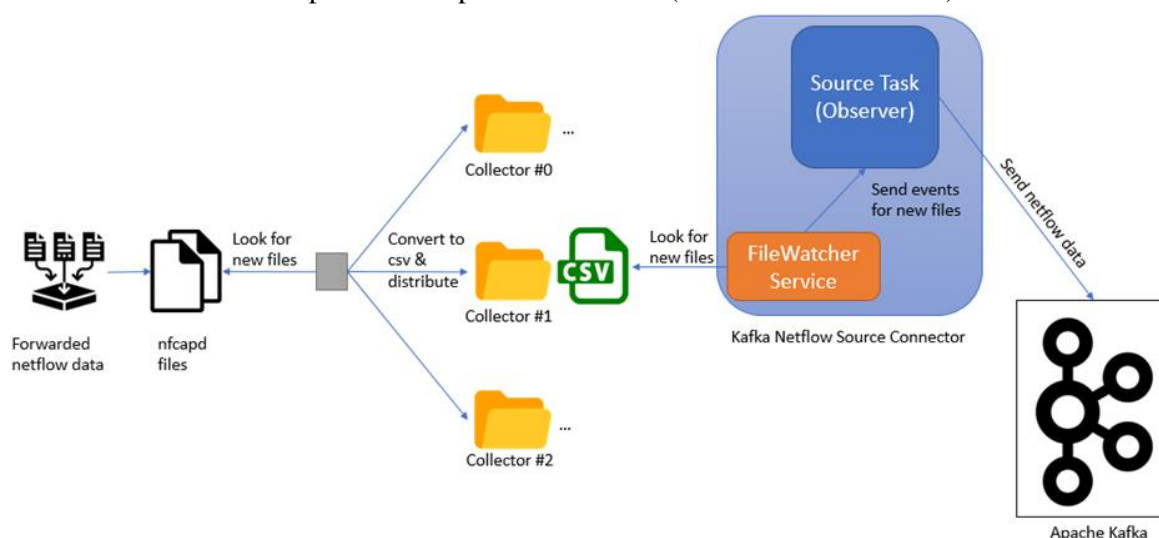 Source Task
(Observer)
...
Collector #0
Send events
for new files
Send netflow data
Look for
new files
Convert to
csv &
distribute
CSV
Look for
new files
FileWatcher
Service
Collector #1
Kafka Netflow Source Connector
Forwarded
netflow data
nfcapd
files
...
Collector #2
Apache Kafka